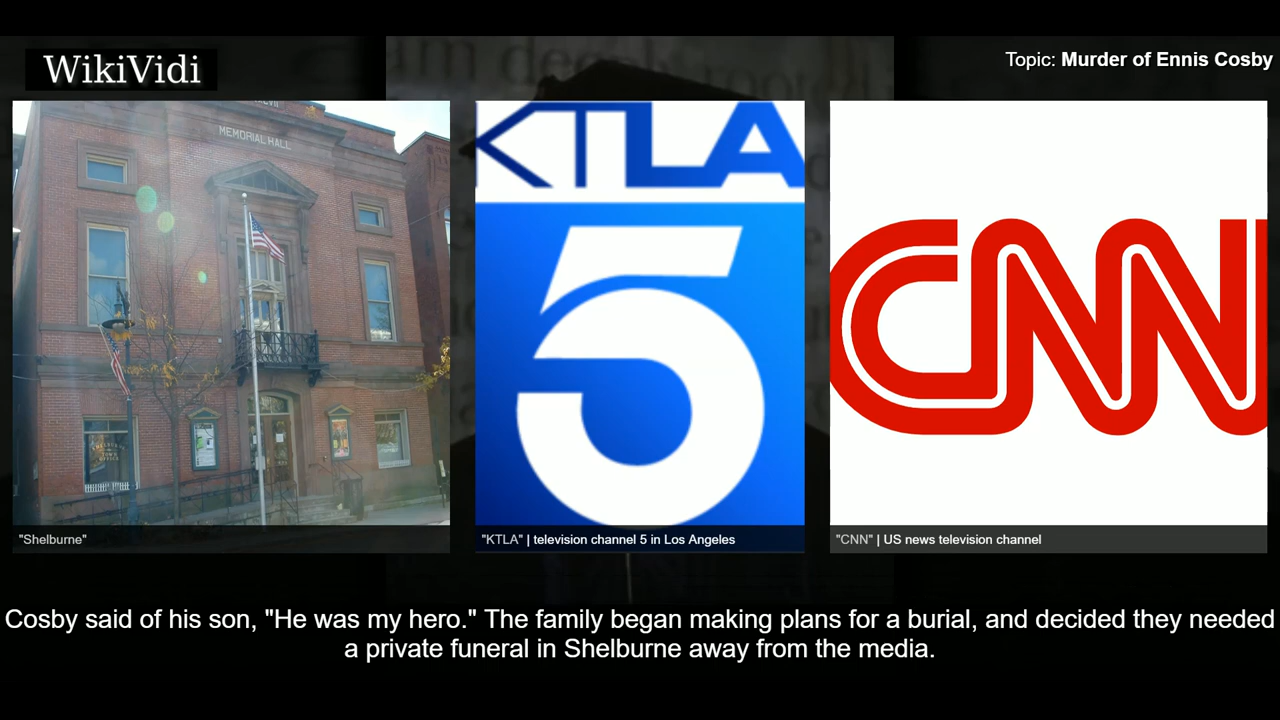 WikiVidi
Topic: Murder of Ennis Cosby
MEMORIAL HALL
KTLA
5
CNN
"Shelburne"
"KTLA" | television channel 5 in Los Angeles
"CNN" | US news television channel
Cosby said of his son, "He was my hero." The family began making plans for a burial, and decided they needed
a private funeral in Shelburne away from the media.